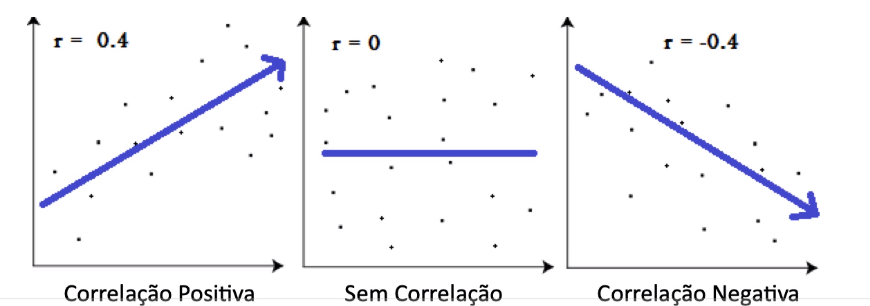 r = 0.4
r = 0
r = -0.4
Correlação Positiva
Sem Correlação
Correlação Negativa